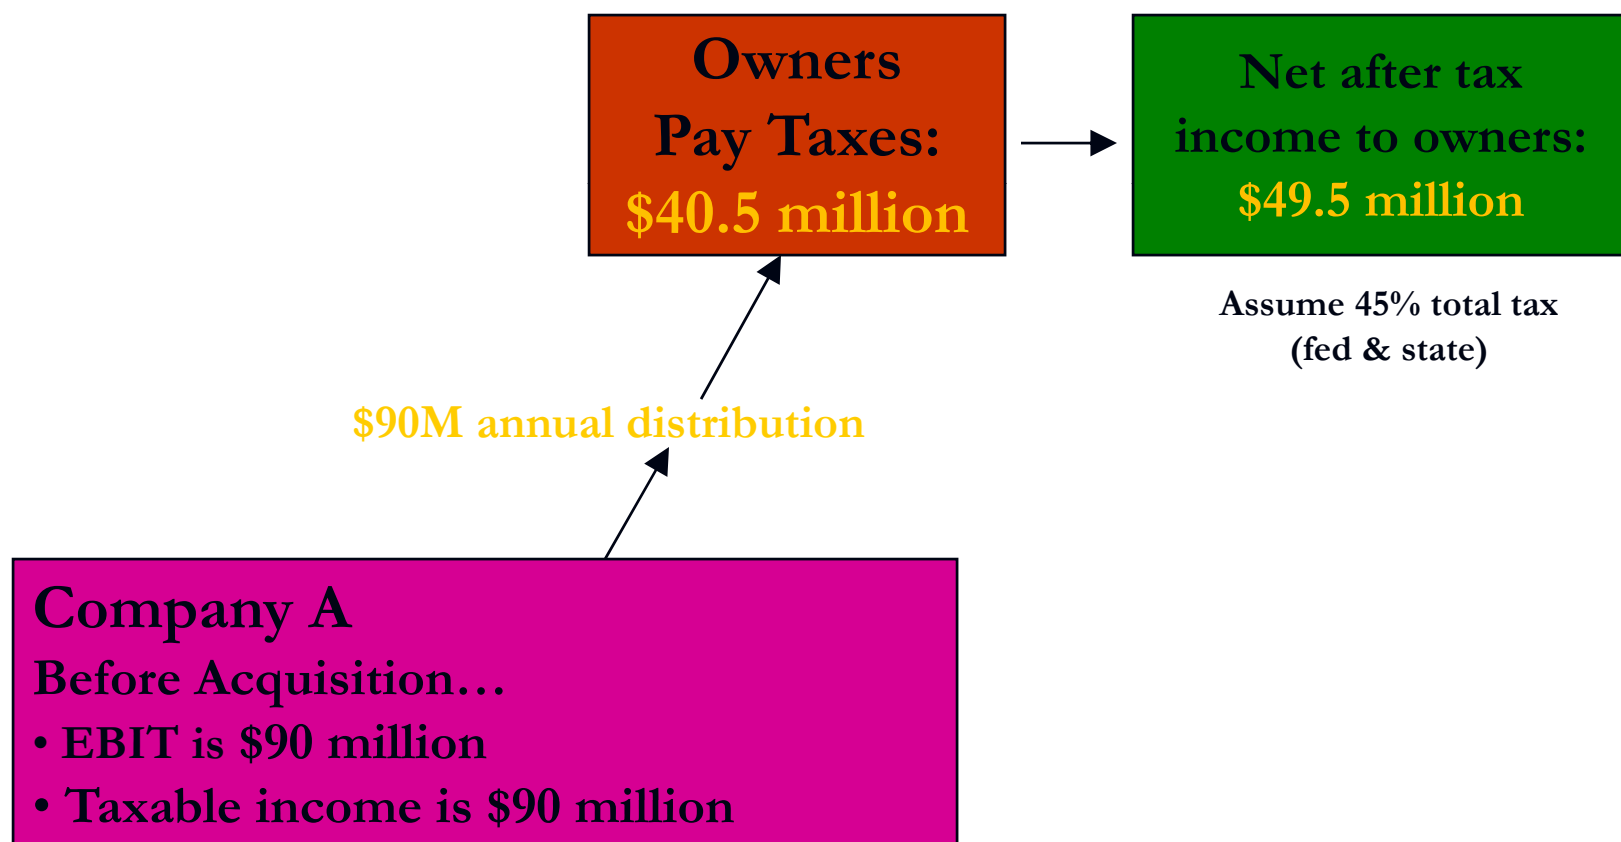 Owners
Pay Taxes:
$40.5 million
Net after tax
income to owners:
$49.5 million
Assume 45% total tax
(fed & state)
$90M annual distribution
Company A
Before Acquisition…
• EBIT is $90 million
• Taxable income is $90 million